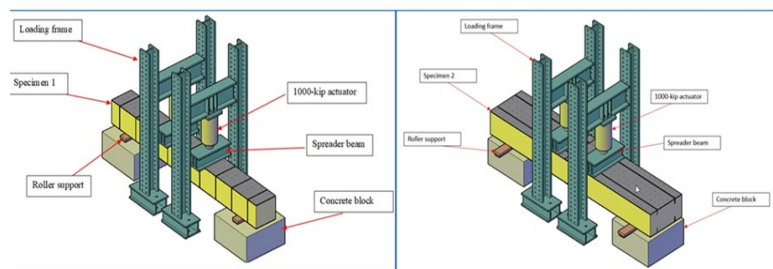 Loading frame
Specimen 1
1000-kip actuator
Spreader beam
Roller support
Concrete block
Loading frame
Specimen 2
1000-kip actuator
Roller support
Spreader beam
Concrete block